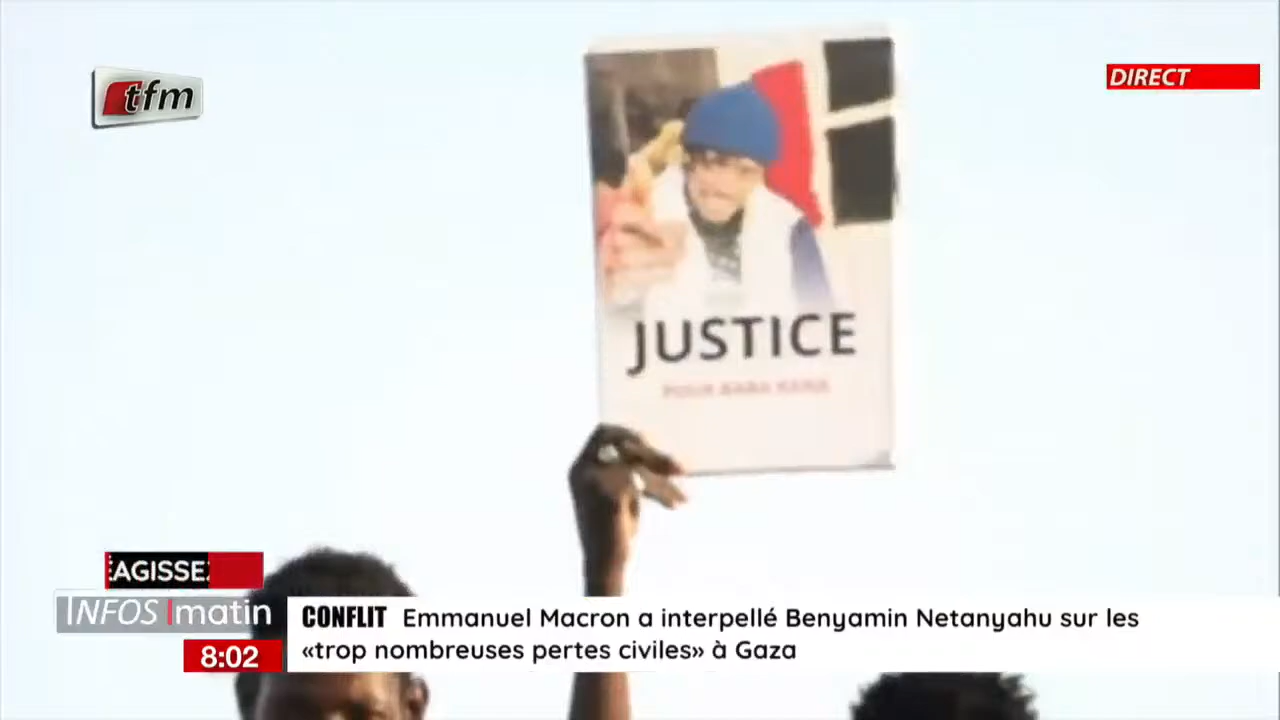 tfm
DIRECT
JUSTICE
AGISSEZ
INFOS matin
8:02
CONFLIT Emmanuel Macron a interpellé Benyamin Netanyahu sur les
«trop nombreuses pertes civiles» à Gaza